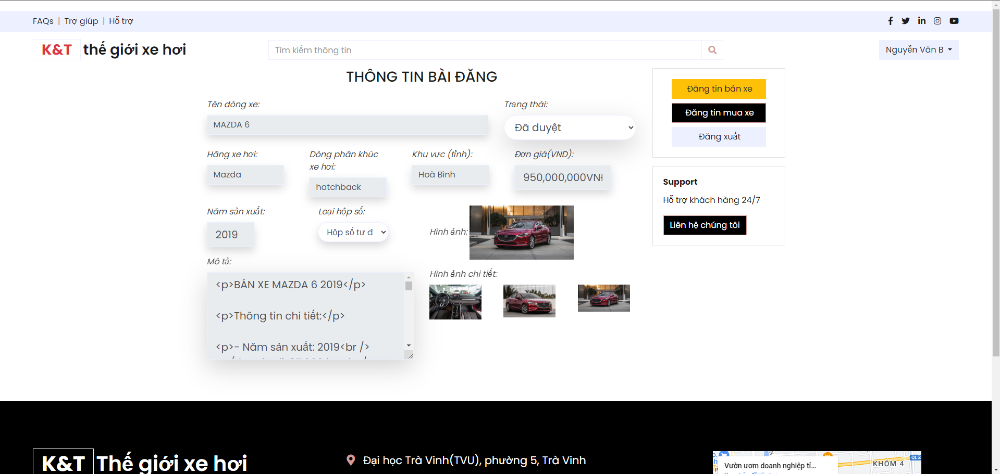 FAQs | Trợ giúp | Hỗ trợ
K&T thế giới xe hơi
Tìm kiếm thông tin
Nguyễn Văn B
THÔNG TIN BÀI ĐĂNG
Tên dòng xe:
MAZDA 6
Trạng thái:
Đã duyệt
Hãng xe hơi:
Mazda
Dòng phân khúc
xe hơi:
hatchback
Khu vực (tỉnh):
Hoà Bình
Đơn giá(VND):
950,000,000VN
Năm sản xuất:
2019
Loại hộp số:
Hộp số tự đ
Hình ảnh:
Mô tả:
<p>BÁN XE MAZDA 6 2019</p>
<p>Thông tin chi tiết:</p>
<p>- Năm sản xuất: 2019<br />
Hình ảnh chi tiết:
Đăng tin bán xe
Đăng tin mua xe
Đăng xuất
Support
Hỗ trợ khách hàng 24/7
Liên hệ chúng tôi
K&T Thế giới xe hơi
Đại học Trà Vinh(TVU), phường 5, Trà Vinh
Vườn ươm doanh nghiệp tỉ...
KHÓM 4
QL53